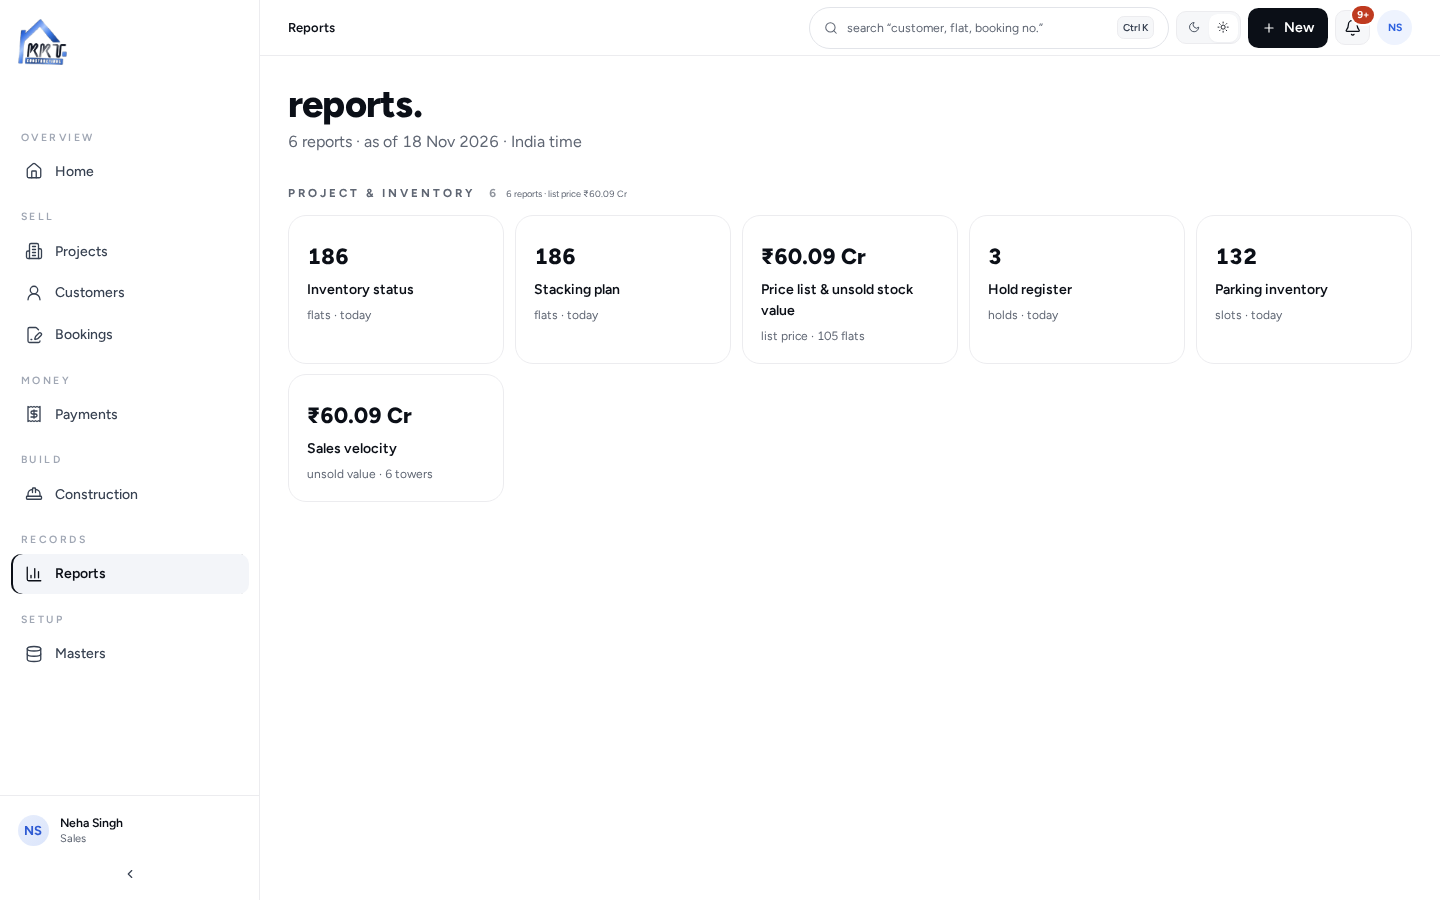 RRT
CONSTRUCTIONS
Reports
search “customer, flat, booking no.”
Ctrl K
New
9+
NS
OVERVIEW
Home
SELL
Projects
Customers
Bookings
MONEY
Payments
BUILD
Construction
RECORDS
Reports
SETUP
Masters
NS
Neha Singh
Sales
reports.
6 reports · as of 18 Nov 2026 · India time
PROJECT & INVENTORY 6 6 reports · list price ₹60.09 Cr
186
Inventory status
flats · today
186
Stacking plan
flats · today
₹60.09 Cr
Price list & unsold stock
value
list price · 105 flats
3
Hold register
holds · today
132
Parking inventory
slots · today
₹60.09 Cr
Sales velocity
unsold value · 6 towers